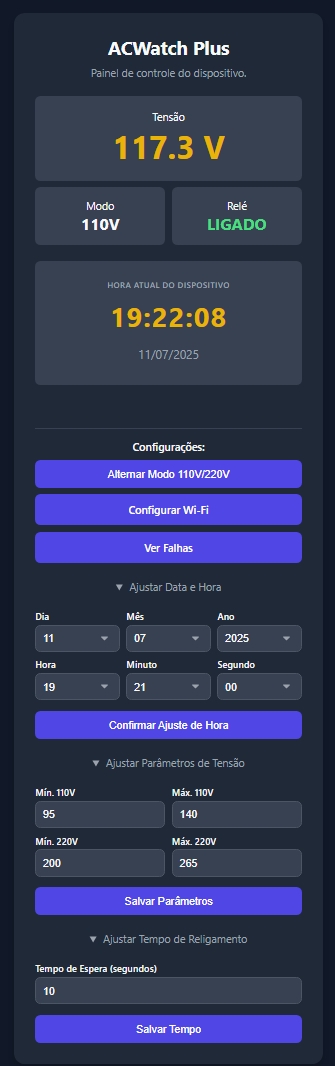 ACWatch Plus
Painel de controle do dispositivo.
Tensão
117.3 V
Modo
110V
Relé
LIGADO
HORA ATUAL DO DISPOSITIVO
19:22:08
11/07/2025
Configurações:
Alternar Modo 110V/220V
Configurar Wi-Fi
Ver Falhas
▼ Ajustar Data e Hora
Dia Mês Ano
11 07 2025
Hora Minuto Segundo
19 21 00
Confirmar Ajuste de Hora
▼ Ajustar Parâmetros de Tensão
Mín. 110V Máx. 110V
95 140
Mín. 220V Máx. 220V
200 265
Salvar Parâmetros
▼ Ajustar Tempo de Religamento
Tempo de Espera (segundos)
10
Salvar Tempo